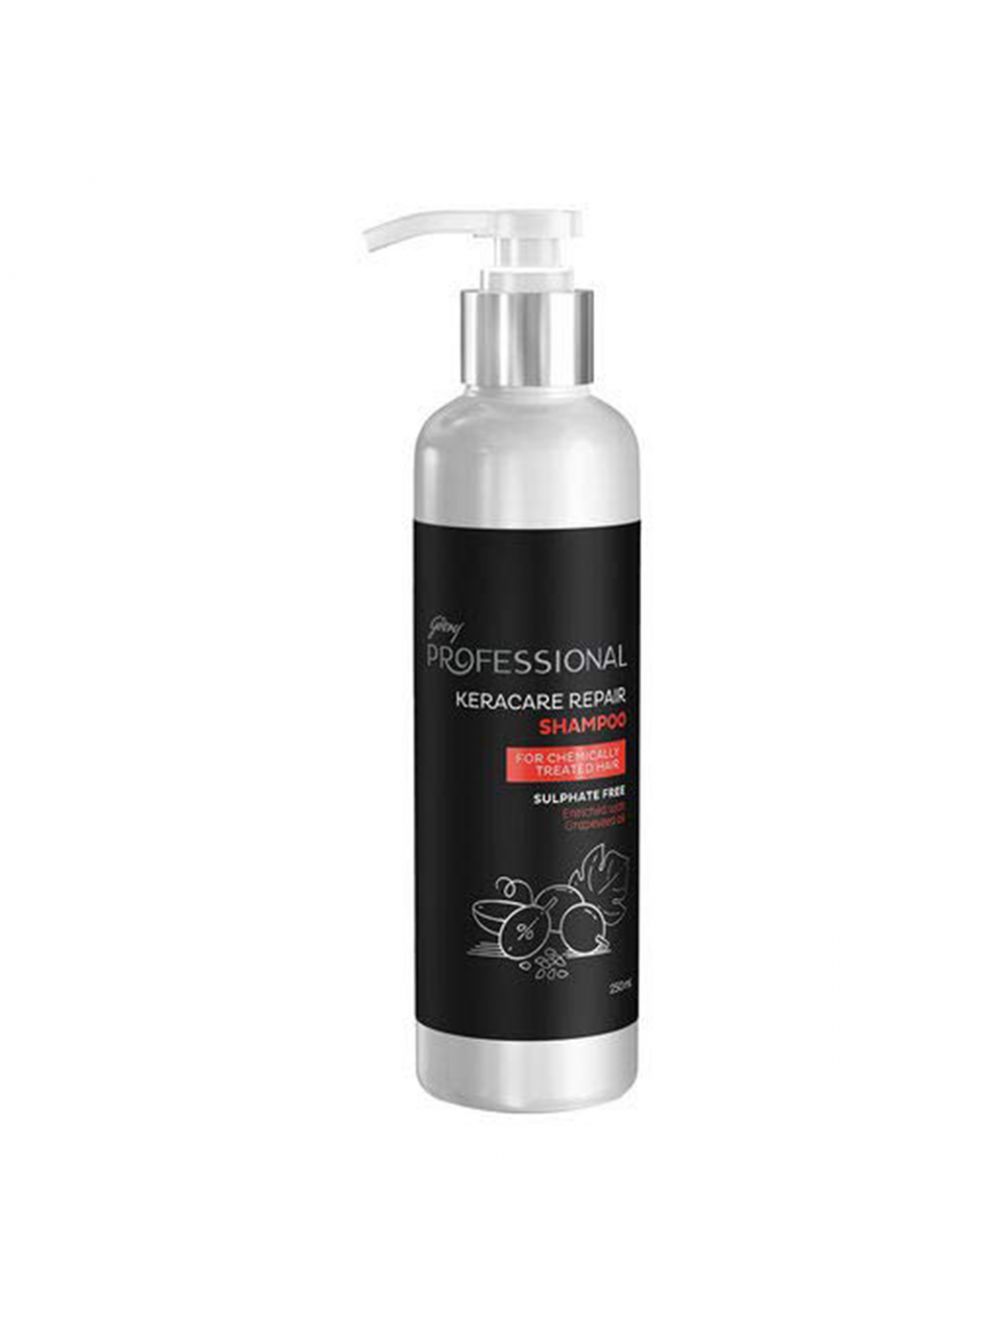 Godrej
PROFESSIONAL
KERACARE REPAIR
SHAMPOO
FOR CHEMICALLY
TREATED HAIR
SULPHATE FREE
Enriched with
Grapeseed oil
250ml